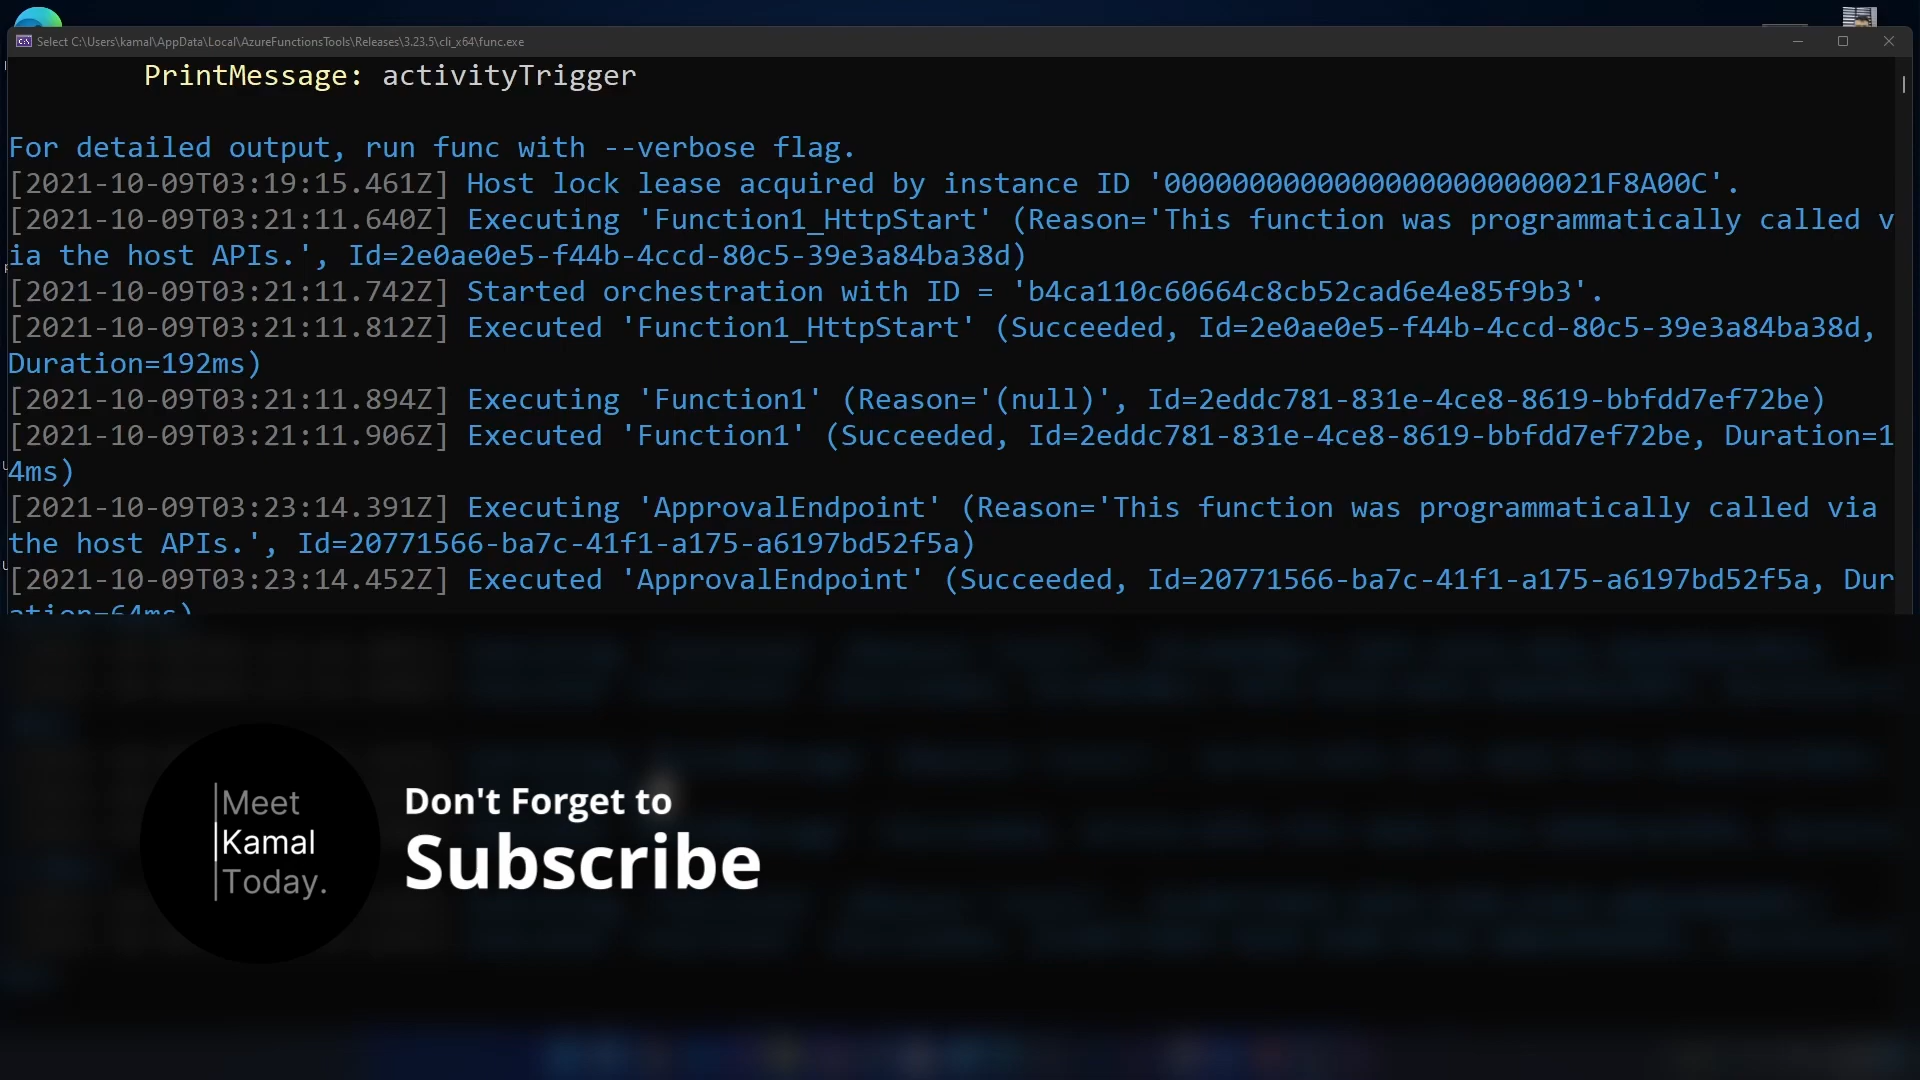 Select C:\Users\kamal\AppData\Local\AzureFunctionsTools\Releases\3.23.5\cli_x64\func.exe
PrintMessage: activityTrigger
For detailed output, run func with --verbose flag.
[2021-10-09T03:19:15.461Z] Host lock lease acquired by instance ID '00000000000000000000000021F8A00C'.
[2021-10-09T03:21:11.640Z] Executing 'Function1_HttpStart' (Reason='This function was programmatically called v
ia the host APIs.', Id=2e0ae0e5-f44b-4ccd-80c5-39e3a84ba38d)
[2021-10-09T03:21:11.742Z] Started orchestration with ID = 'b4ca110c60664c8cb52cad6e4e85f9b3'.
[2021-10-09T03:21:11.812Z] Executed 'Function1_HttpStart' (Succeeded, Id=2e0ae0e5-f44b-4ccd-80c5-39e3a84ba38d,
Duration=192ms)
[2021-10-09T03:21:11.894Z] Executing 'Function1' (Reason='(null)', Id=2eddc781-831e-4ce8-8619-bbfdd7ef72be)
[2021-10-09T03:21:11.906Z] Executed 'Function1' (Succeeded, Id=2eddc781-831e-4ce8-8619-bbfdd7ef72be, Duration=1
4ms)
[2021-10-09T03:23:14.391Z] Executing 'ApprovalEndpoint' (Reason='This function was programmatically called via
the host APIs.', Id=20771566-ba7c-41f1-a175-a6197bd52f5a)
[2021-10-09T03:23:14.452Z] Executed 'ApprovalEndpoint' (Succeeded, Id=20771566-ba7c-41f1-a175-a6197bd52f5a, Dur
ation=64ms)
Meet
Kamal
Today.
Don't Forget to
Subscribe